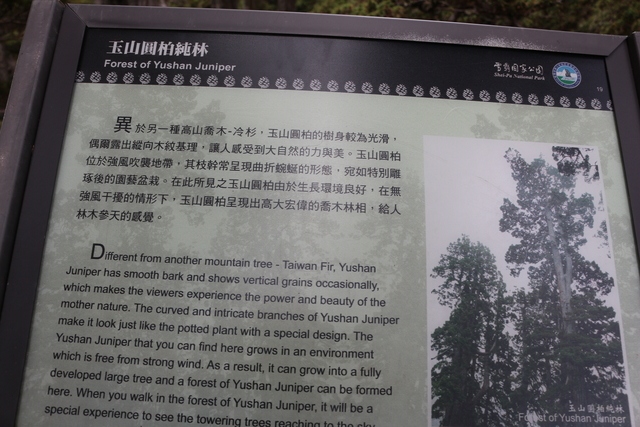 玉山圓柏純林
Forest of Yushan Juniper
雪霸國家公園
Shei-Pa National Park
19
異於另一種高山喬木-冷杉，玉山圓柏的樹身較為光滑，
偶爾露出縱向木紋基理，讓人感受到大自然的力與美。玉山圓柏
位於強風吹襲地帶，其枝幹常呈現曲折蜿蜒的形態，宛如特別雕
琢後的園藝盆栽。在此所見之玉山圓柏由於生長環境良好，在無
強風干擾的情形下，玉山圓柏呈現出高大宏偉的喬木林相，給人
林木參天的感覺。
Different from another mountain tree - Taiwan Fir, Yushan
Juniper has smooth bark and shows vertical grains occasionally,
which makes the viewers experience the power and beauty of the
mother nature. The curved and intricate branches of Yushan Juniper
make it look just like the potted plant with a special design. The
Yushan Juniper that you can find here grows in an environment
which is free from strong wind. As a result, it can grow into a fully
developed large tree and a forest of Yushan Juniper can be formed
here. When you walk in the forest of Yushan Juniper, it will be a
special experience to see the towering trees reaching to the sky.
玉山圓柏純林
Forest of Yushan Juniper